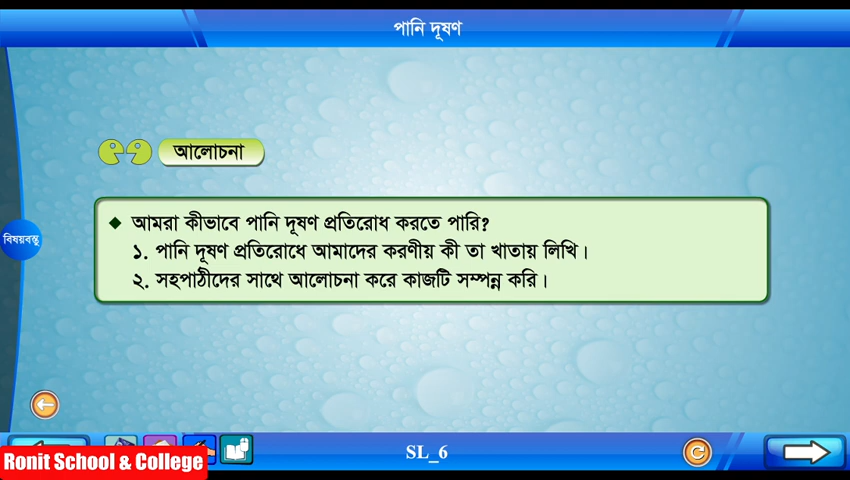 পানি দূষণ
আলোচনা
আমরা কীভাবে পানি দূষণ প্রতিরোধ করতে পারি?
১. পানি দূষণ প্রতিরোধে আমাদের করণীয় কী তা খাতায় লিখি।
২. সহপাঠীদের সাথে আলোচনা করে কাজটি সম্পন্ন করি।
বিষয়বস্তু
SL_6
Ronit School & College